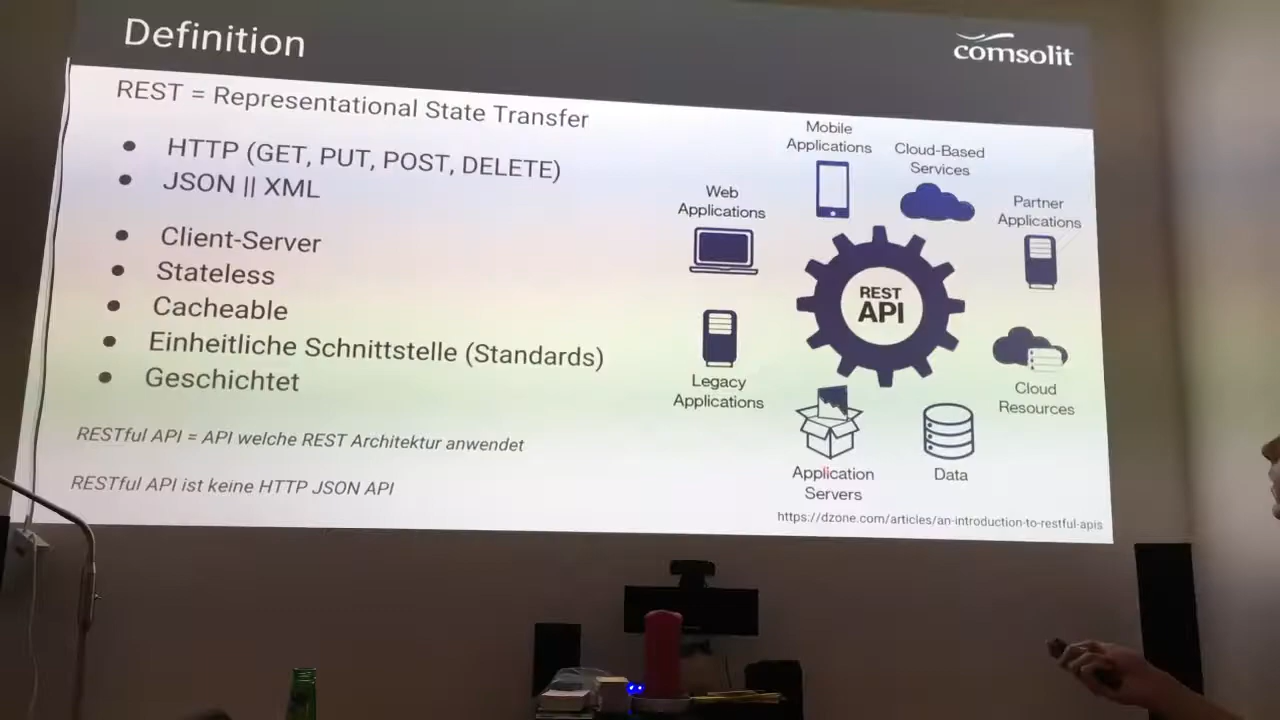 Definition
comsolit
REST = Representational State Transfer
HTTP (GET, PUT, POST, DELETE)
JSON || XML
Client-Server
Stateless
Cacheable
Einheitliche Schnittstelle (Standards)
Geschichtet
RESTful API = API welche REST Architektur anwendet
RESTful API ist keine HTTP JSON API
Mobile
Applications
Cloud-Based
Services
Web
Applications
Partner
Applications
REST
API
Legacy
Applications
Cloud
Resources
Application
Servers
Data
https://dzone.com/articles/an-introduction-to-restful-apis